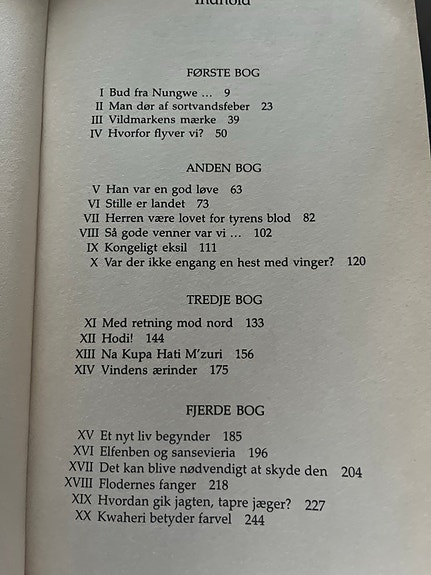 Indhold
FØRSTE BOG
I Bud fra Nungwe ... 9
II Man dør af sortvandsfeber 23
III Vildmarkens mærke 39
IV Hvorfor flyver vi? 50
ANDEN BOG
V Han var en god løve 63
VI Stille er landet 73
VII Herren være lovet for tyrens blod 82
VIII Så gode venner var vi ... 102
IX Kongeligt eksil 111
X Var der ikke engang en hest med vinger? 120
TREDJE BOG
XI Med retning mod nord 133
XII Hodi! 144
XIII Na Kupa Hati M'zuri 156
XIV Vindens ærinder 175
FJERDE BOG
XV Et nyt liv begynder 185
XVI Elfenben og sansevieria 196
XVII Det kan blive nødvendigt at skyde den 204
XVIII Flodernes fanger 218
XIX Hvordan gik jagten, tapre jæger? 227
XX Kwaheri betyder farvel 244